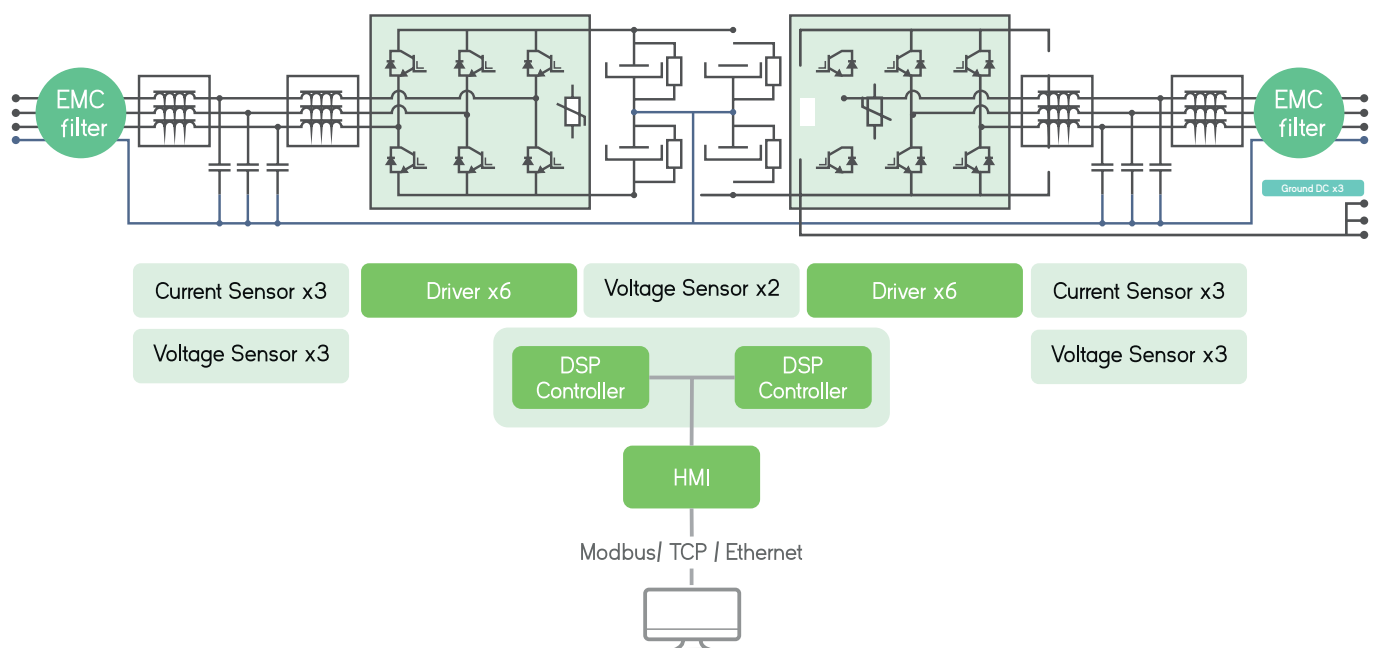 EMC
filter
EMC
filter
Ground DC x3
Current Sensor x3
Driver x6
Voltage Sensor x2
Driver x6
Current Sensor x3
Voltage Sensor x3
Voltage Sensor x3
DSP
Controller
DSP
Controller
HMI
Modbus/ TCP / Ethernet